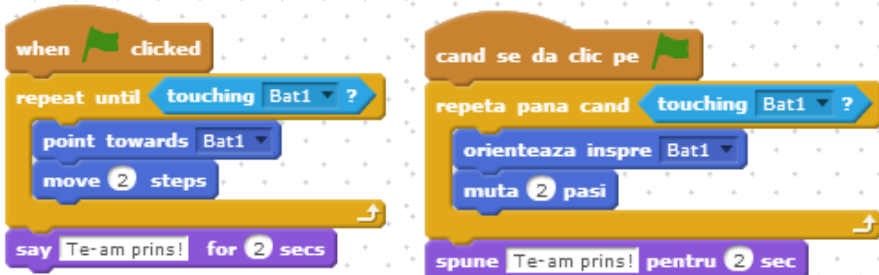 when clicked
repeat until touching Bat1 ?
point towards Bat1
move 2 steps
say Te-am prins! for 2 secs
cand se da clic pe
repeta pana cand touching Bat1 ?
orienteaza inspre Bat1
muta 2 pasi
spune Te-am prins! pentru 2 sec